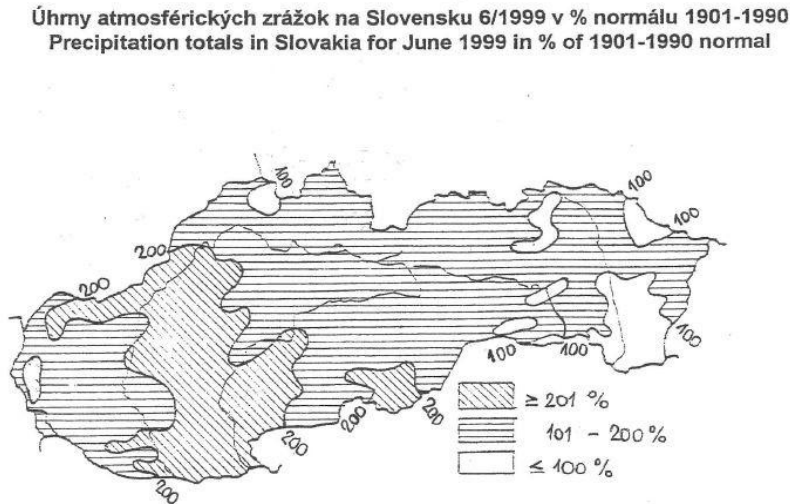 Úhrny atmosférických zrážok na Slovensku 6/1999 v % normálu 1901-1990
Precipitation totals in Slovakia for June 1999 in % of 1901-1990 normal
100
100
100
200
200
100
100
100
200
200
200
200
≥ 201 %
101 - 200 %
≤ 100 %